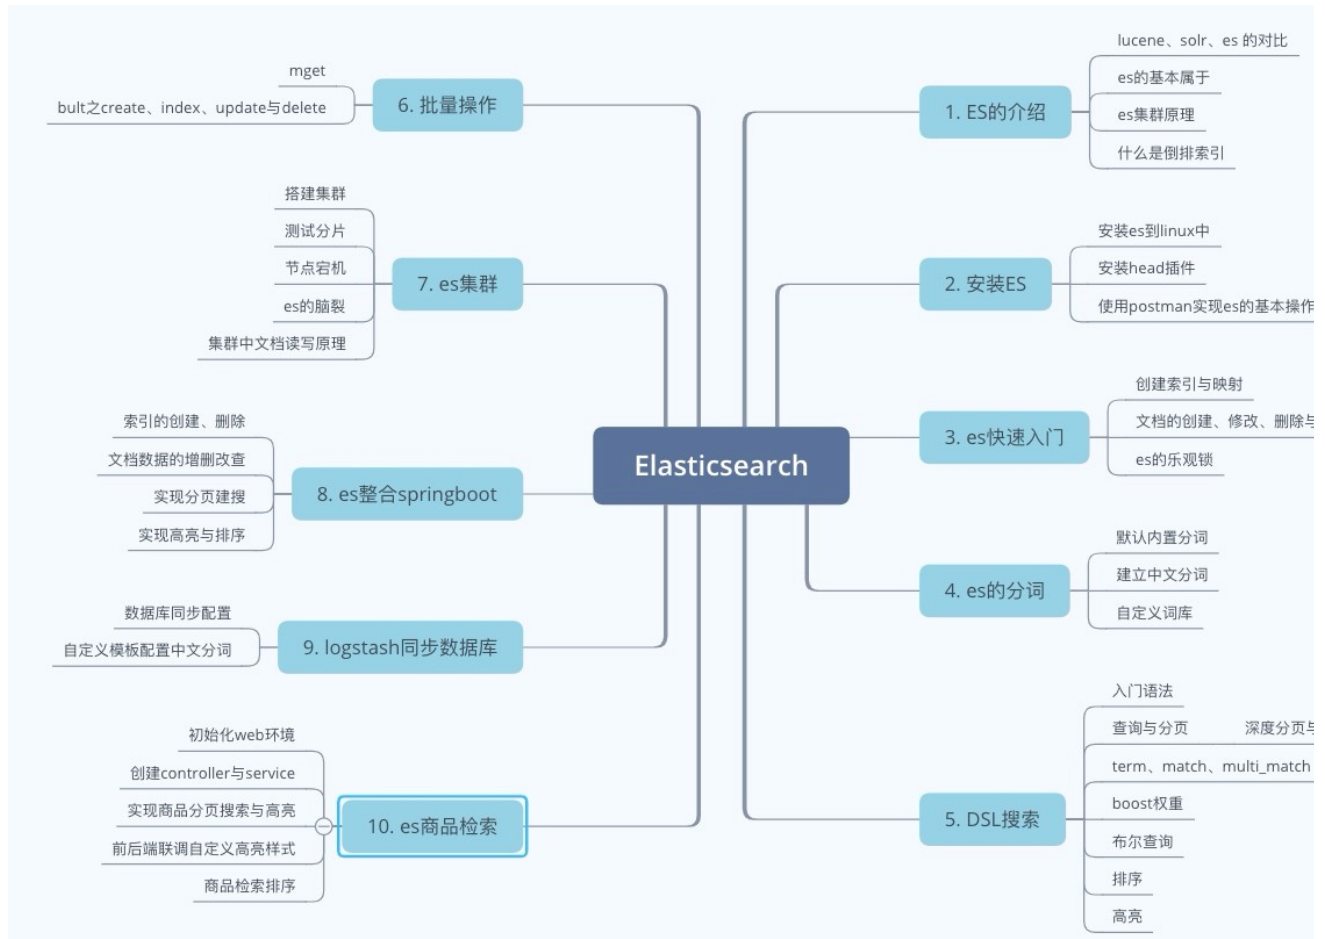 Elasticsearch
1. ES的介绍
lucene、solr、es 的对比
es的基本属于
es集群原理
什么是倒排索引
2. 安装ES
安装es到linux中
安装head插件
使用postman实现es的基本操作
3. es快速入门
创建索引与映射
文档的创建、修改、删除与
es的乐观锁
4. es的分词
默认内置分词
建立中文分词
自定义词库
5. DSL搜索
入门语法
查询与分页
深度分页与
term、match、multi_match
boost权重
布尔查询
排序
高亮
6. 批量操作
mget
bult之create、index、update与delete
7. es集群
搭建集群
测试分片
节点宕机
es的脑裂
集群中文档读写原理
8. es整合springboot
索引的创建、删除
文档数据的增删改查
实现分页建搜
实现高亮与排序
9. logstash同步数据库
数据库同步配置
自定义模板配置中文分词
10. es商品检索
初始化web环境
创建controller与service
实现商品分页搜索与高亮
前后端联调自定义高亮样式
商品检索排序